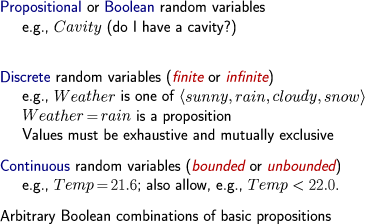 Propositional or Boolean random variables
e.g., Cavity (do I have a cavity?)
Discrete random variables (finite or infinite)
e.g., Weather is one of ⟨sunny, rain, cloudy, snow⟩
Weather = rain is a proposition
Values must be exhaustive and mutually exclusive
Continuous random variables (bounded or unbounded)
e.g., Temp = 21.6; also allow, e.g., Temp < 22.0.
Arbitrary Boolean combinations of basic propositions